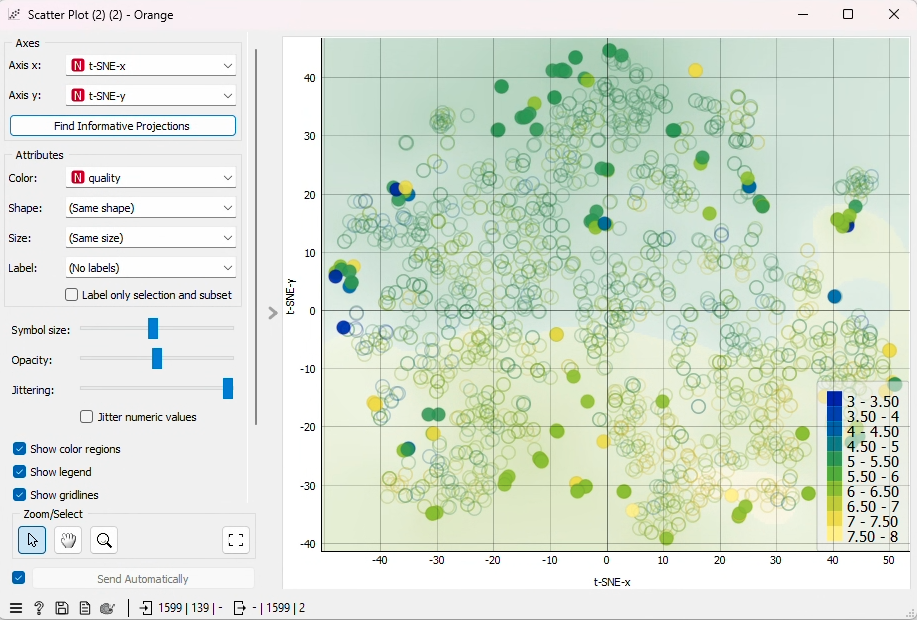 Scatter Plot (2) (2) - Orange
Axes
Axis x: N t-SNE-x
Axis y: N t-SNE-y
Find Informative Projections
Attributes
Color: N quality
Shape: (Same shape)
Size: (Same size)
Label: (No labels)
Label only selection and subset
Symbol size:
Opacity:
Jittering:
Jitter numeric values
Show color regions
Show legend
Show gridlines
Zoom/Select
Send Automatically
1599 | 139 | - - | 1599 | 2
t-SNE-y
40
30
20
10
0
-10
-20
-30
-40
-40 -30 -20 -10 0 10 20 30 40 50
t-SNE-x
3 - 3.50
3.50 - 4
4 - 4.50
4.50 - 5
5 - 5.50
5.50 - 6
6 - 6.50
6.50 - 7
7 - 7.50
7.50 - 8